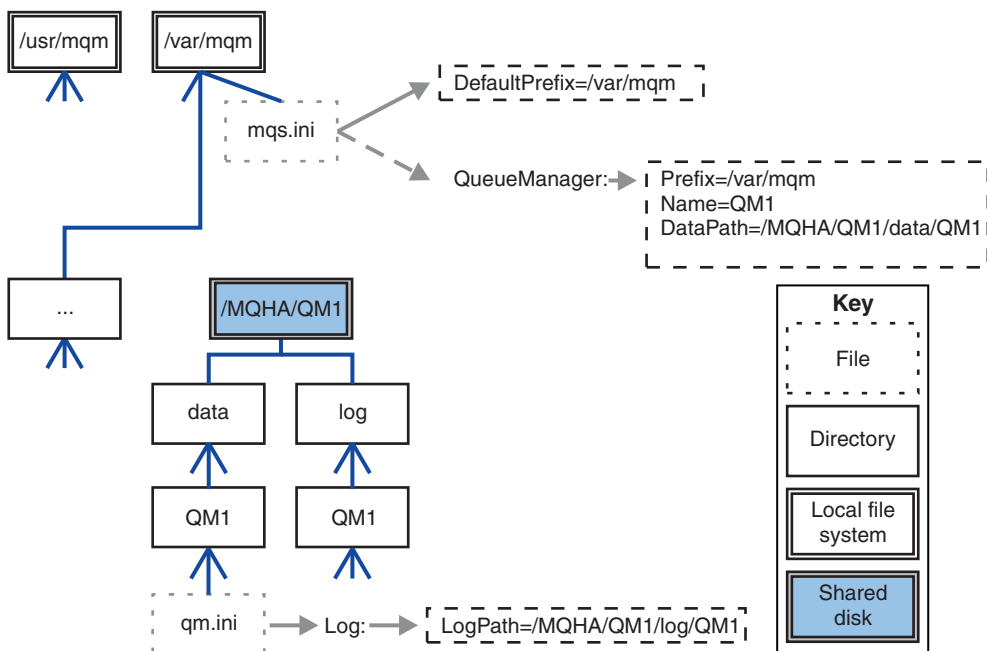 /usr/mqm
/var/mqm
DefaultPrefix=/var/mqm
mqs.ini
QueueManager:
Prefix=/var/mqm
Name=QM1
DataPath=/MQHA/QM1/data/QM1
...
/MQHA/QM1
Key
File
data
log
Directory
QM1
QM1
Local file
system
Shared
disk
qm.ini
Log:
LogPath=/MQHA/QM1/log/QM1